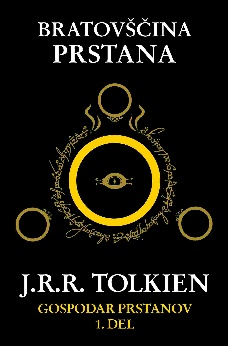 BRATOVŠČINA
PRSTANA
J.R.R. TOLKIEN
GOSPODAR PRSTANOV
1. DEL